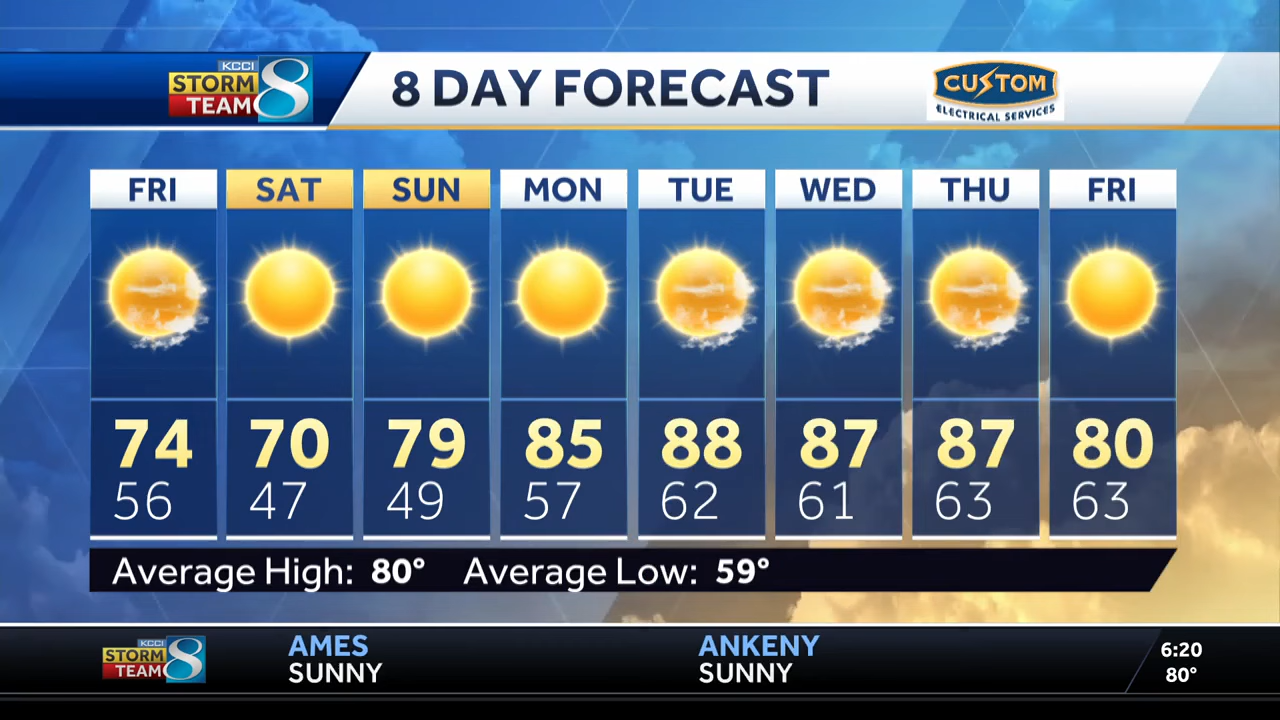 KCCI
STORM
TEAM 8
8 DAY FORECAST
CUSTOM
ELECTRICAL SERVICES
FRI SAT SUN MON TUE WED THU FRI
74 70 79 85 88 87 87 80
56 47 49 57 62 61 63 63
Average High: 80° Average Low: 59°
KCCI
STORM
TEAM 8
AMES
SUNNY
ANKENY
SUNNY
6:20
80°